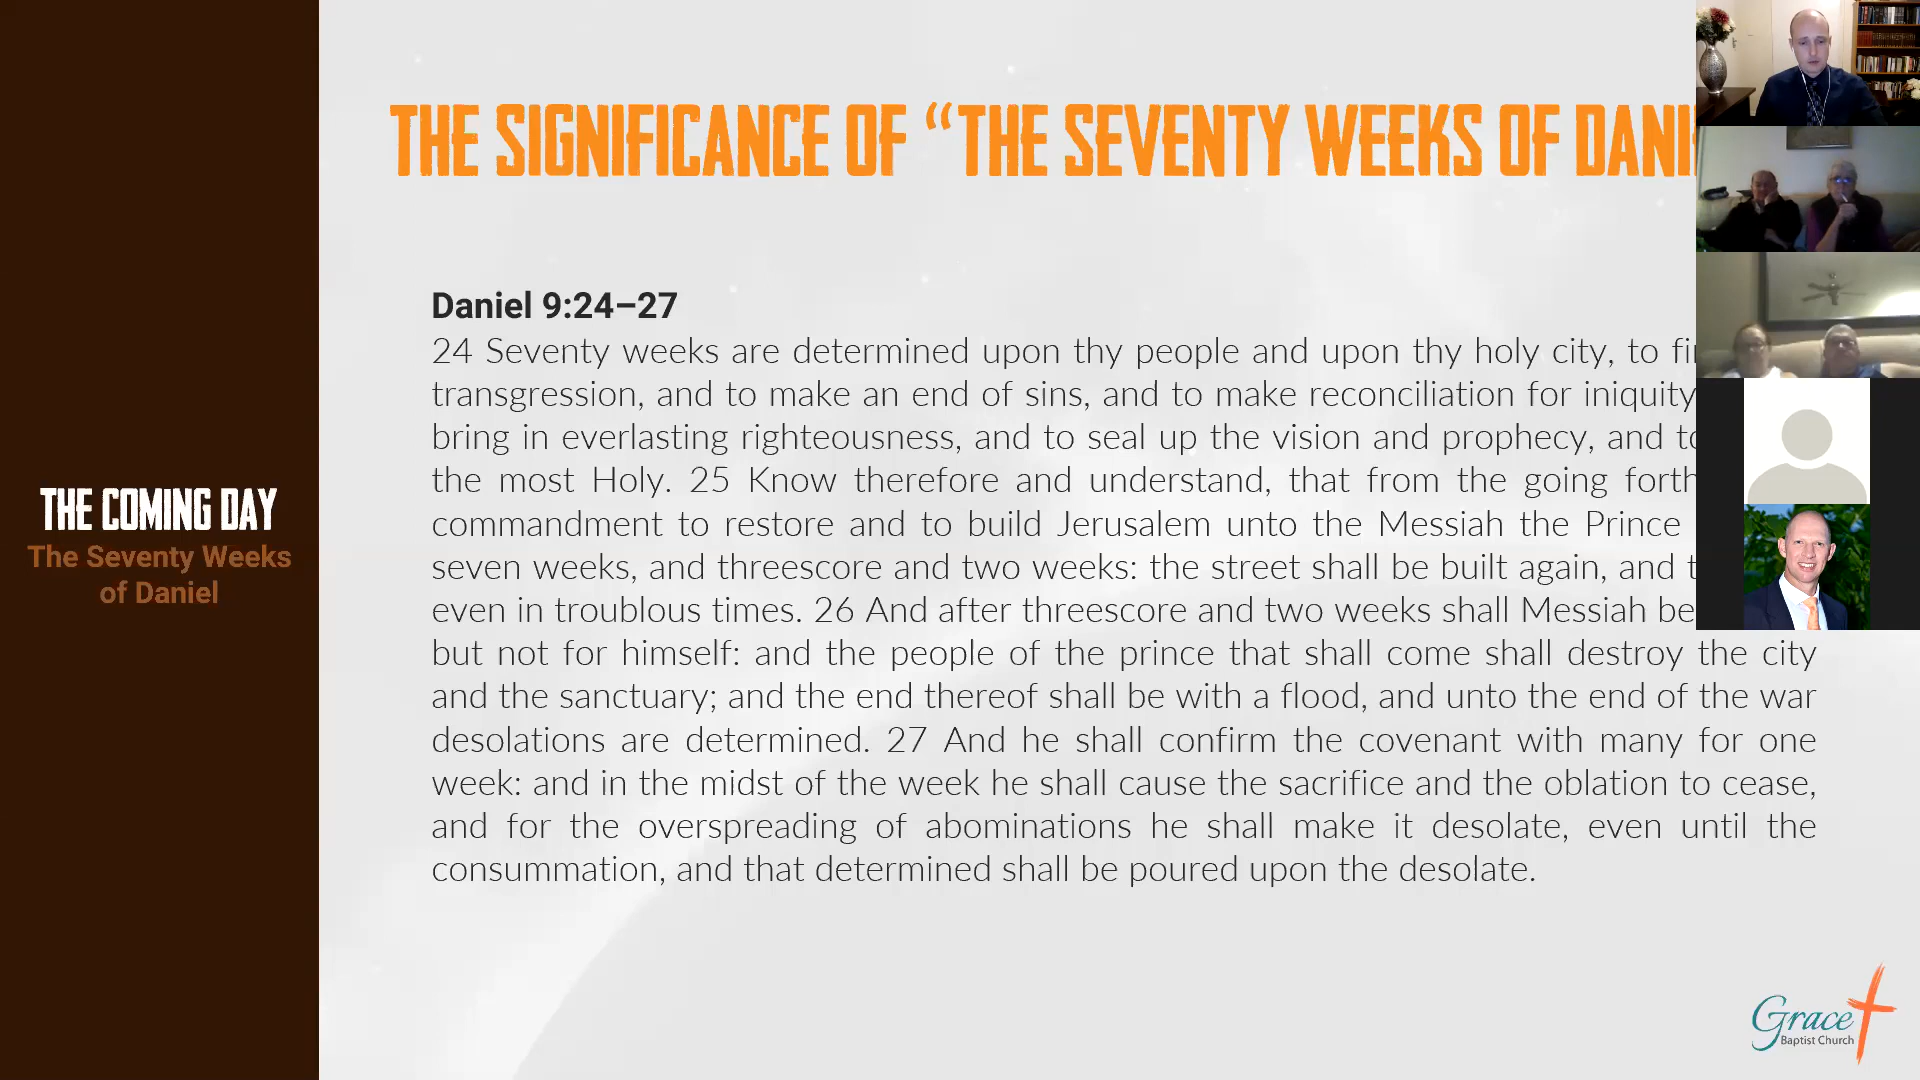 THE SIGNIFICANCE OF “THE SEVENTY WEEKS OF DANI
Daniel 9:24–27
24 Seventy weeks are determined upon thy people and upon thy holy city, to
transgression, and to make an end of sins, and to make reconciliation for iniquity
bring in everlasting righteousness, and to seal up the vision and prophecy, and to
the most Holy. 25 Know therefore and understand, that from the going forth
commandment to restore and to build Jerusalem unto the Messiah the Prince
seven weeks, and threescore and two weeks: the street shall be built again, and
even in troublous times. 26 And after threescore and two weeks shall Messiah be
but not for himself: and the people of the prince that shall come shall destroy the city
and the sanctuary; and the end thereof shall be with a flood, and unto the end of the war
desolations are determined. 27 And he shall confirm the covenant with many for one
week: and in the midst of the week he shall cause the sacrifice and the oblation to cease,
and for the overspreading of abominations he shall make it desolate, even until the
consummation, and that determined shall be poured upon the desolate.
THE COMING DAY
The Seventy Weeks
of Daniel
Grace
Baptist Church